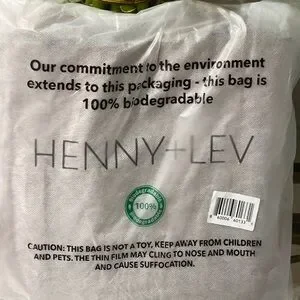 Our commitment to the environment
extends to this packaging - this bag is
100% biodegradable
HENNY+LEV
biodegradable
100%
CAUTION: THIS BAG IS NOT A TOY, KEEP AWAY FROM CHILDREN
AND PETS. THE THIN FILM MAY CLING TO NOSE AND MOUTH
AND CAUSE SUFFOCATION.